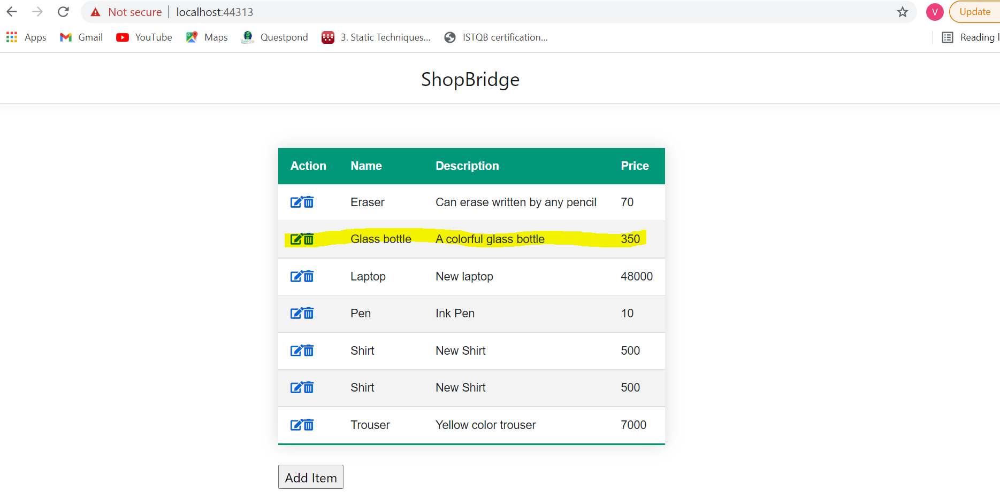 Not secure | localhost:44313 V Update
Apps Gmail YouTube Maps Questpond 3. Static Techniques... ISTQB certification... Reading l
ShopBridge
Action Name Description Price
Eraser Can erase written by any pencil 70
Glass bottle A colorful glass bottle 350
Laptop New laptop 48000
Pen Ink Pen 10
Shirt New Shirt 500
Shirt New Shirt 500
Trouser Yellow color trouser 7000
Add Item